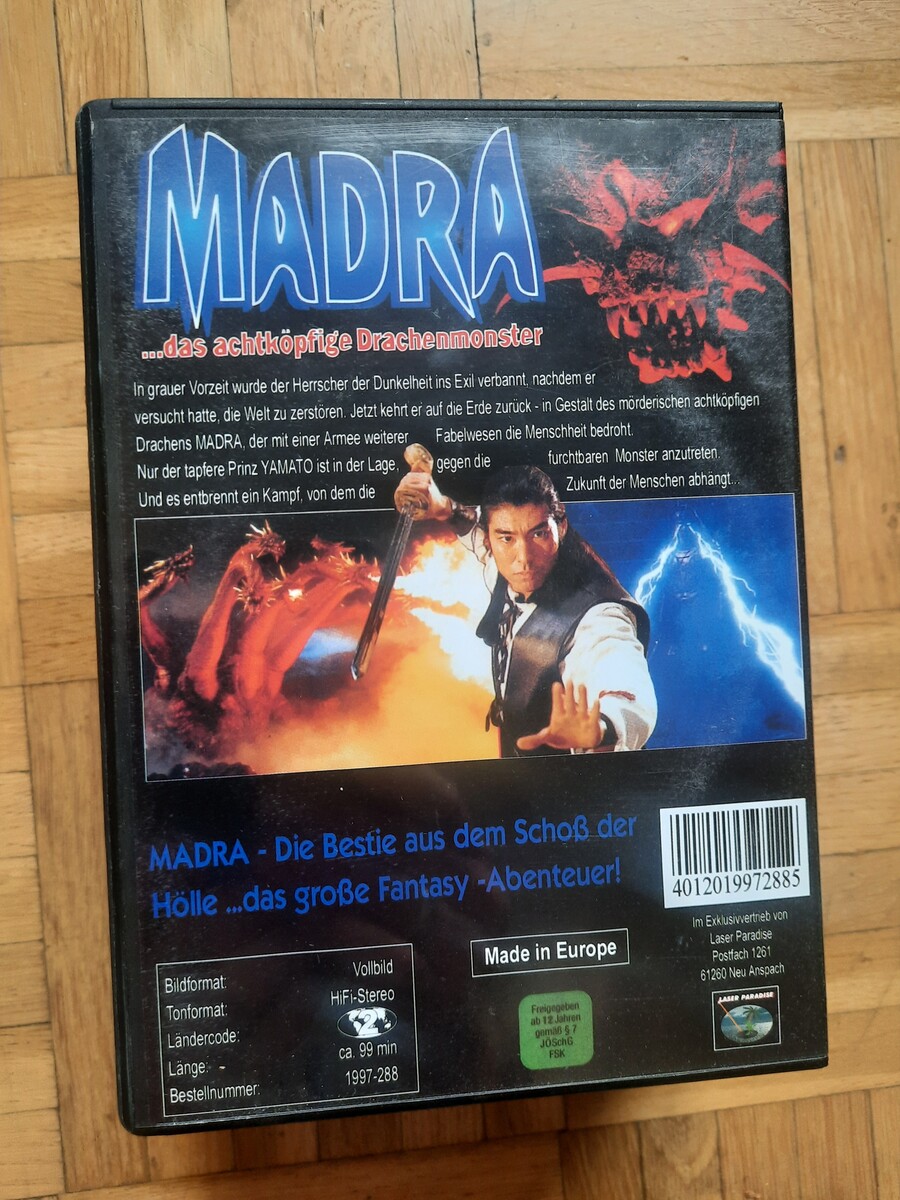 MADRA
...das achtköpfige Drachenmonster
In grauer Vorzeit wurde der Herrscher der Dunkelheit ins Exil verbannt, nachdem er
versucht hatte, die Welt zu zerstören. Jetzt kehrt er auf die Erde zurück - in Gestalt des mörderischen achtköpfigen
Drachens MADRA, der mit einer Armee weiterer Fabelwesen die Menschheit bedroht.
Nur der tapfere Prinz YAMATO ist in der Lage, gegen die furchtbaren Monster anzutreten.
Und es entbrennt ein Kampf, von dem die Zukunft der Menschen abhängt...
MADRA - Die Bestie aus dem Schoß der
Hölle ...das große Fantasy -Abenteuer!
4012019972885
Im Exklusivvertrieb von
Laser Paradise
Postfach 1261
61260 Neu Anspach
LASER PARADISE
Made in Europe
Freigegeben
ab 12 Jahren
gemäß § 7
JÖSchG
FSK
Bildformat: Vollbild
Tonformat: HiFi-Stereo
Ländercode: 2
Länge: ca. 99 min
Bestellnummer: 1997-288